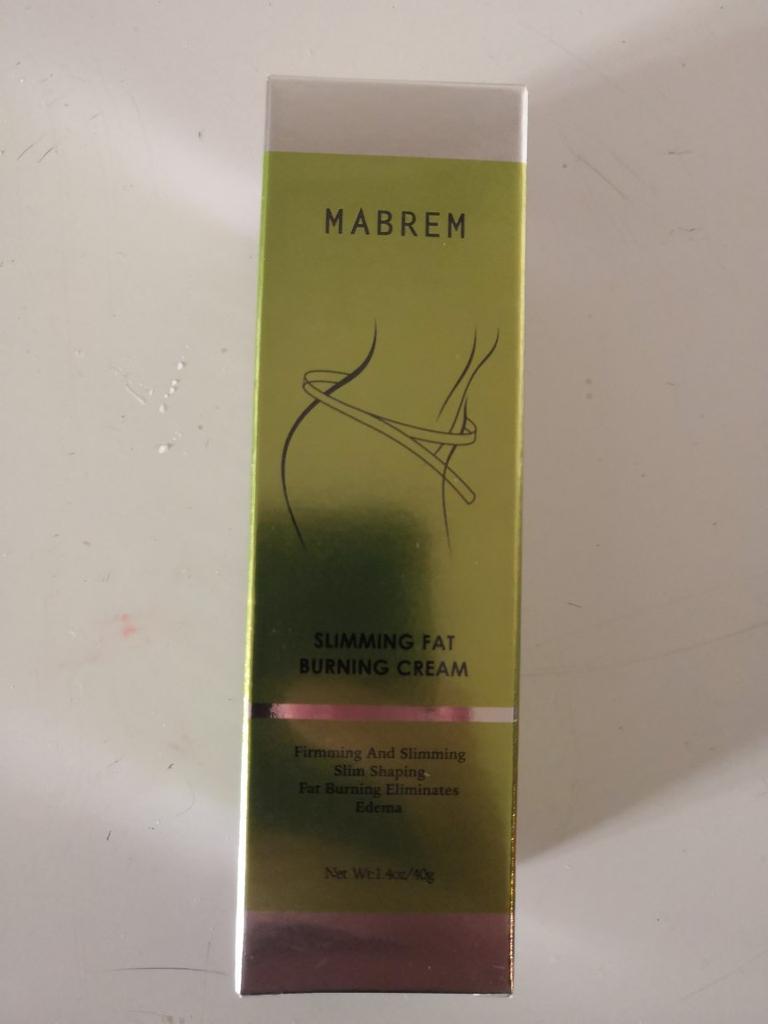 MABREM
SLIMMING FAT
BURNING CREAM
Firmming And Slimming
Slim Shaping
Fat Burning Eliminates
Edema
Net Wt:1.4oz/40g